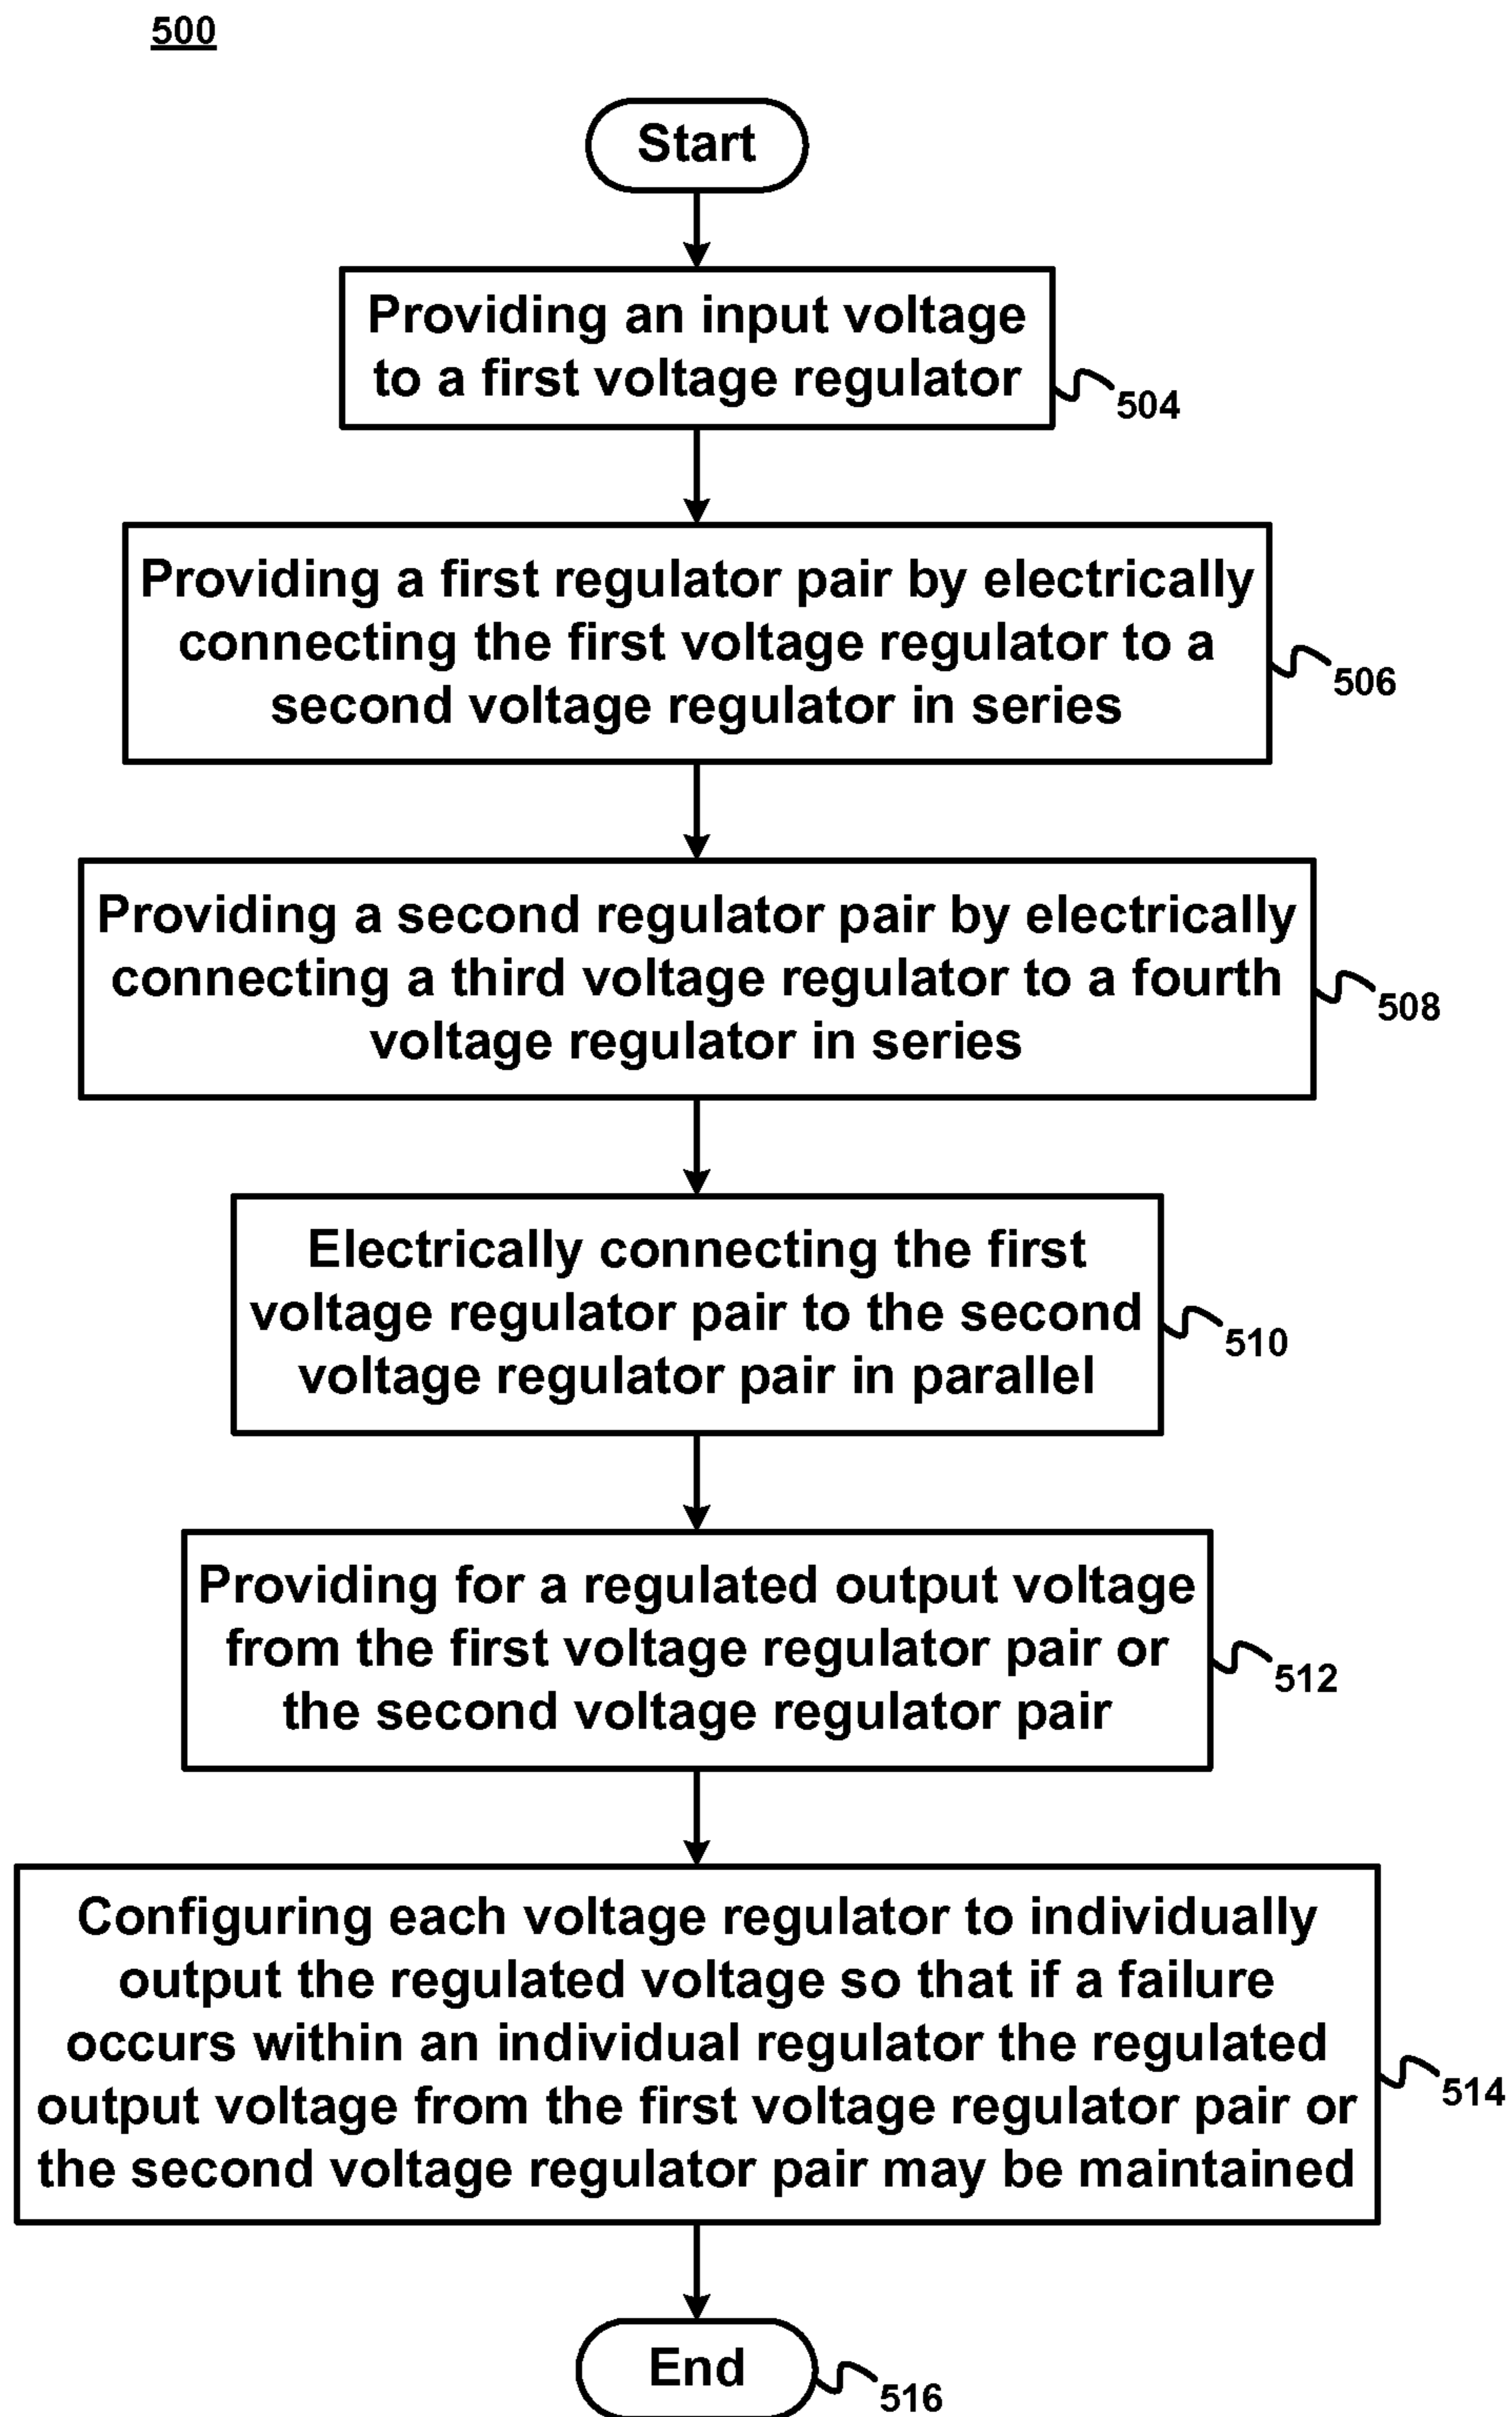 500
Start
Providing an input voltage
to a first voltage regulator
504
Providing a first regulator pair by electrically
connecting the first voltage regulator to a
second voltage regulator in series
506
Providing a second regulator pair by electrically
connecting a third voltage regulator to a fourth
voltage regulator in series
508
Electrically connecting the first
voltage regulator pair to the second
voltage regulator pair in parallel
510
Providing for a regulated output voltage
from the first voltage regulator pair or
the second voltage regulator pair
512
Configuring each voltage regulator to individually
output the regulated voltage so that if a failure
occurs within an individual regulator the regulated
output voltage from the first voltage regulator pair or
the second voltage regulator pair may be maintained
514
End
516